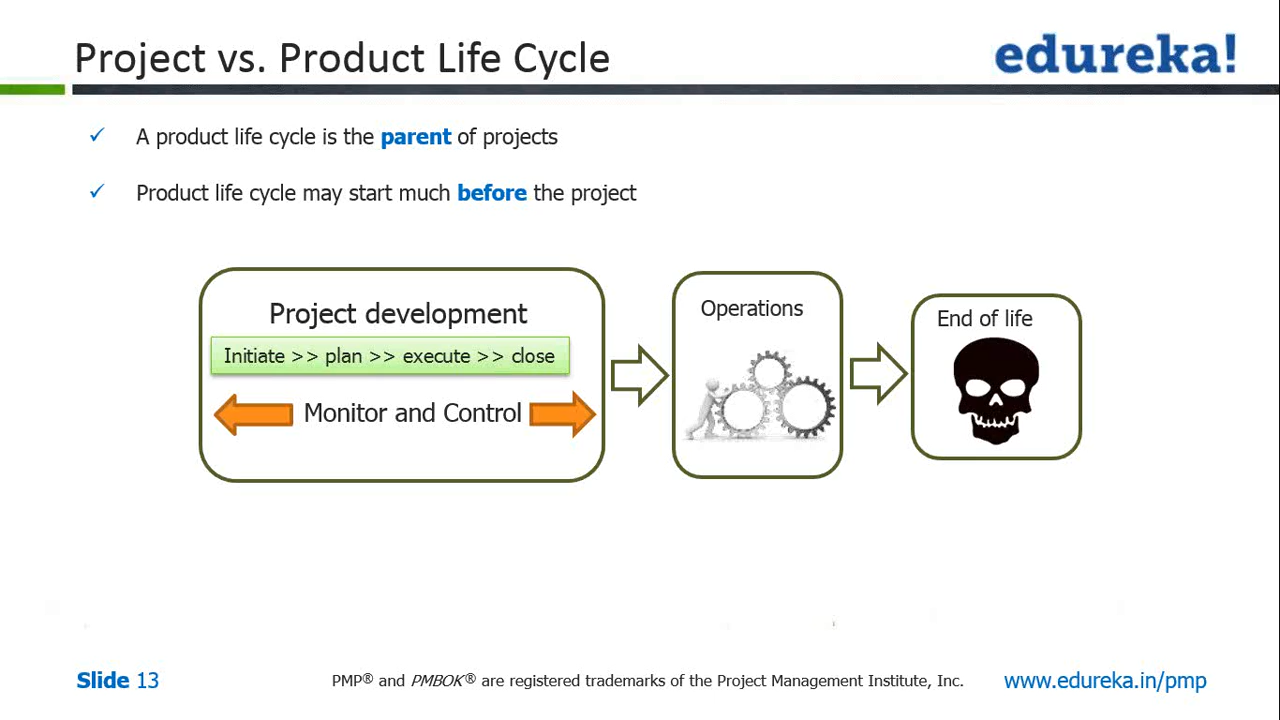 Project vs. Product Life Cycle
edureka!
A product life cycle is the parent of projects
Product life cycle may start much before the project
Project development
Initiate >> plan >> execute >> close
Monitor and Control
Operations
End of life
Slide 13
PMP® and PMBOK® are registered trademarks of the Project Management Institute, Inc.
www.edureka.in/pmp